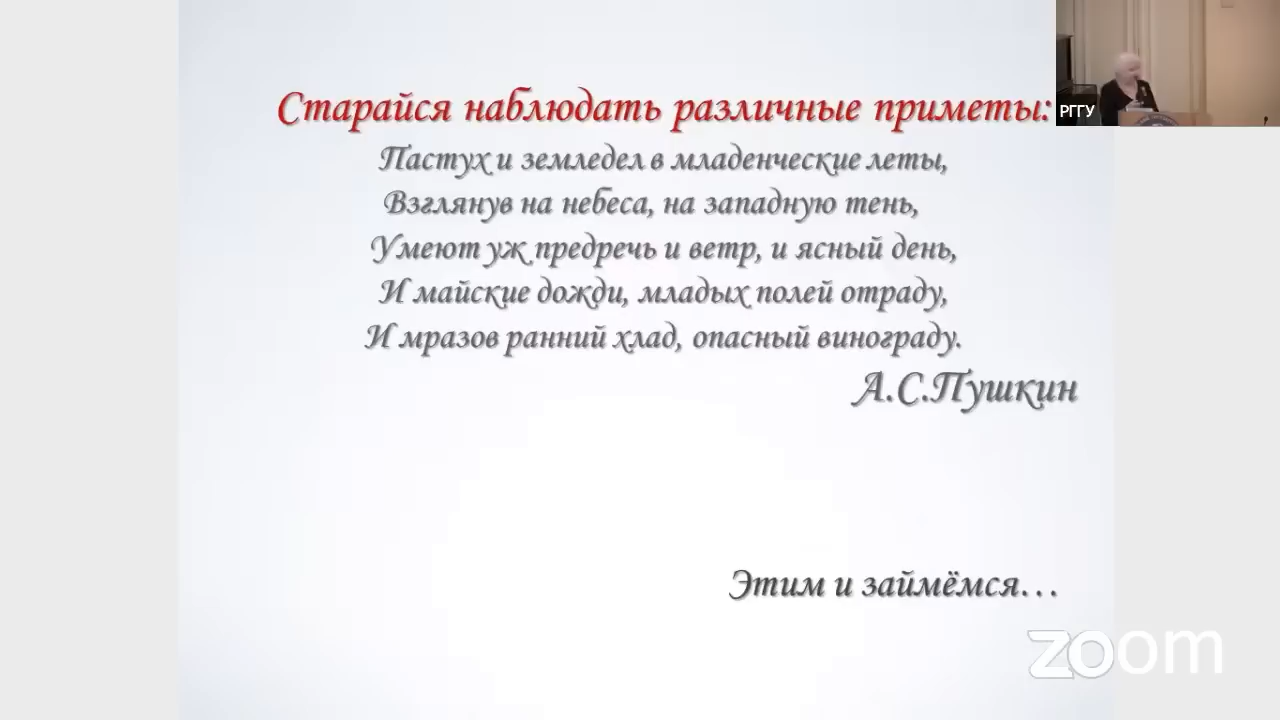 Старайся наблюдать различные приметы:
РГГУ
Пастух и земледел в младенческие леты,
Взглянув на небеса, на западную тень,
Умеют уж предречь и ветр, и ясный день,
И майские дожди, младых полей отраду,
И мразов ранний хлад, опасный винограду.
А.С.Пушкин
Этим и займёмся...
zoom